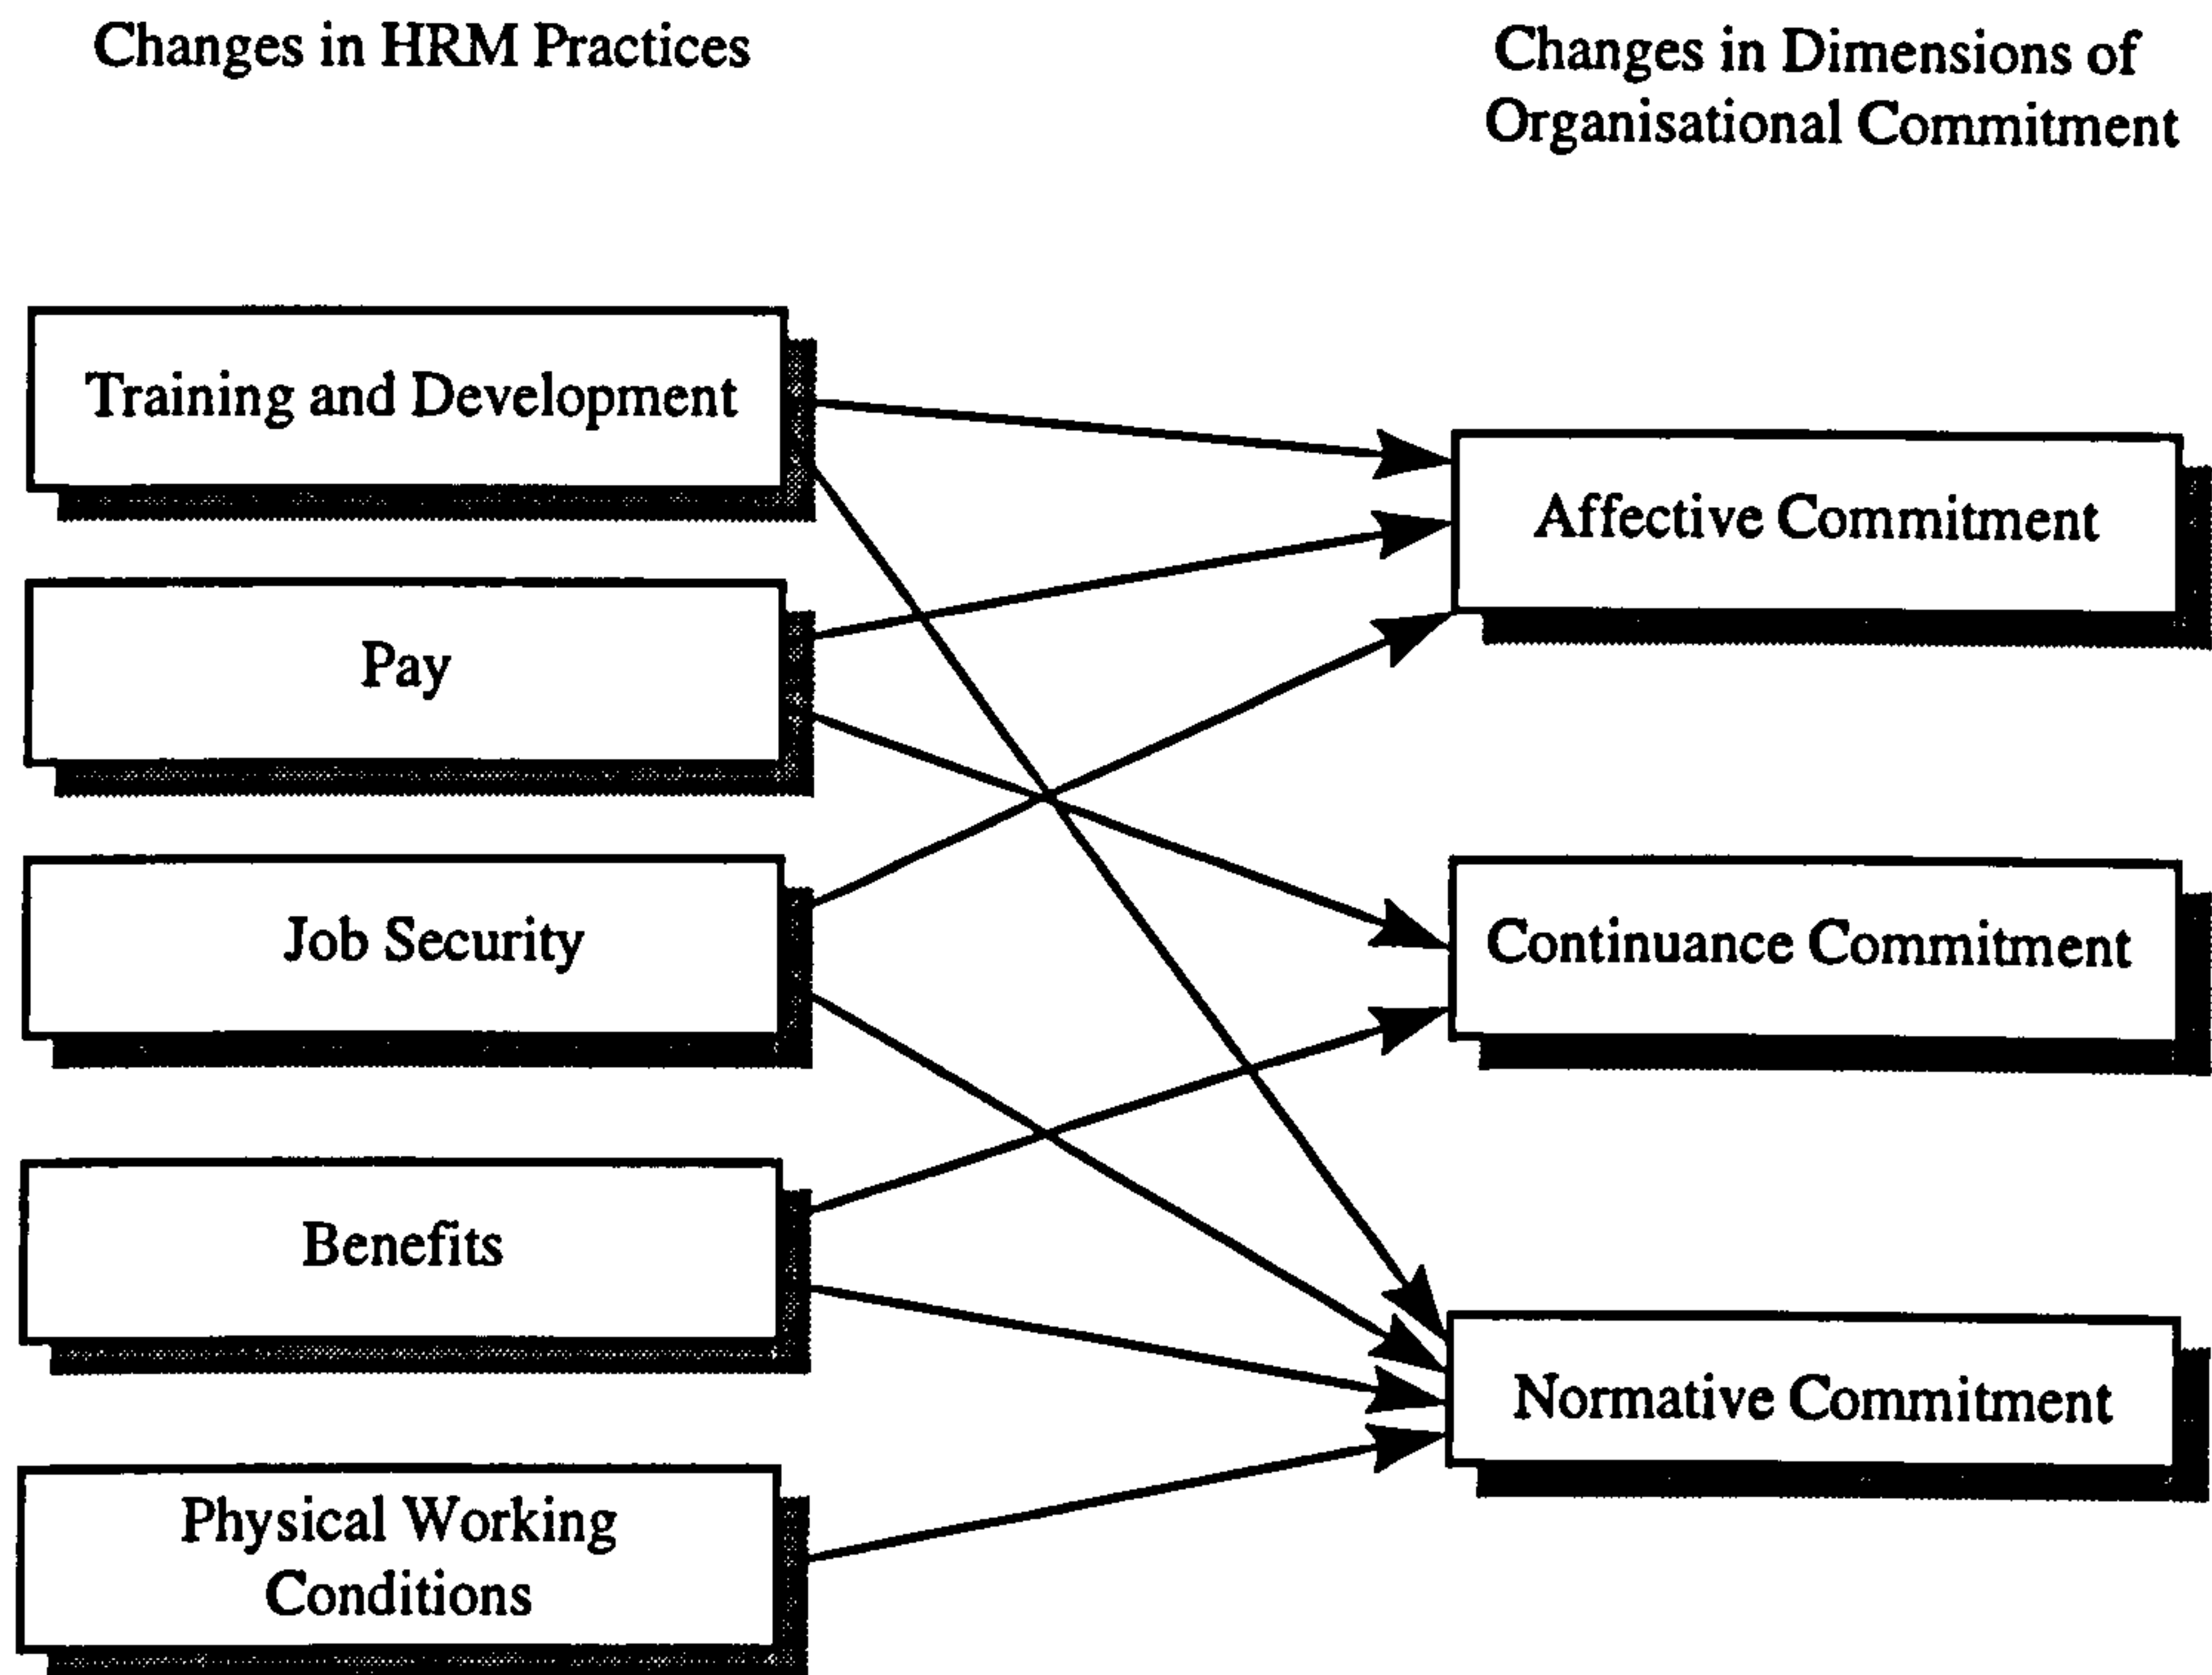 Changes in HRM Practices
Changes in Dimensions of
Organisational Commitment
Training and Development
Pay
Job Security
Benefits
Physical Working
Conditions
Affective Commitment
Continuance Commitment
Normative Commitment